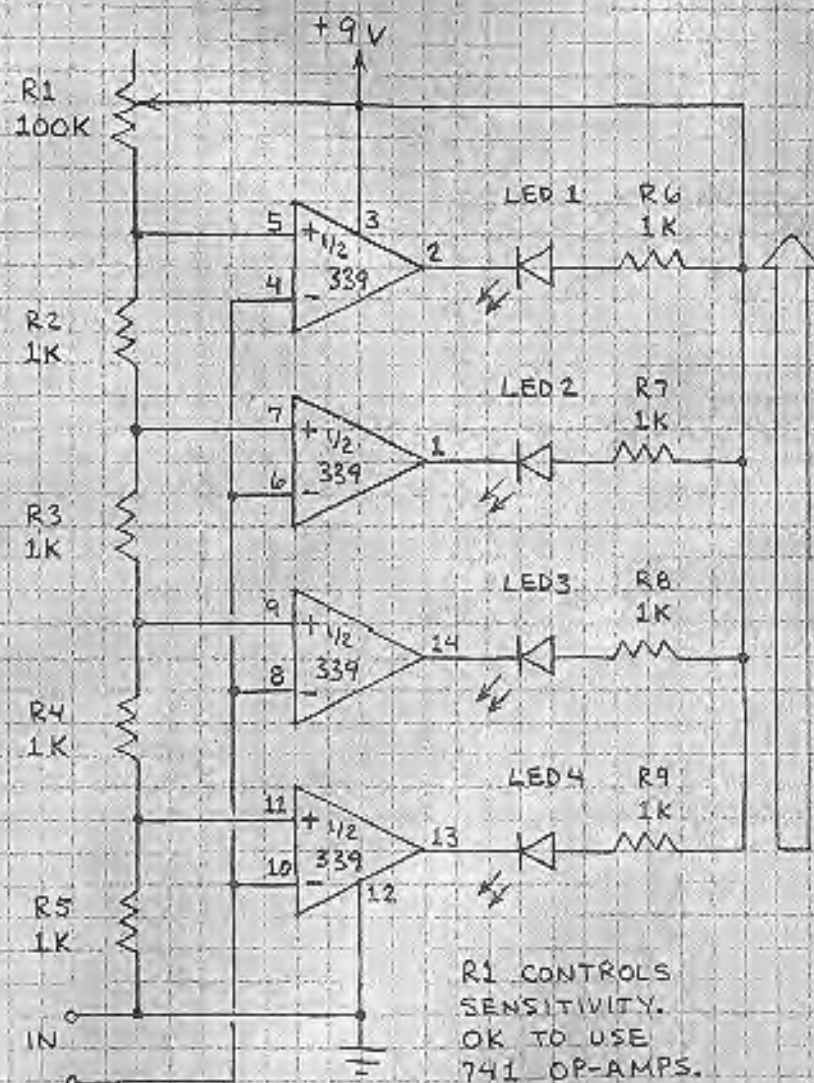 +9V
R1
100K
5
3
+ 1/2
339
4
-
2
LED 1
R6
1K
R2
1K
7
+ 1/2
339
6
-
1
LED2
R7
1K
R3
1K
9
+ 1/2
339
8
-
14
LED3
R8
1K
R4
1K
11
+ 1/2
339
10
-
13
12
LED4
R9
1K
R5
1K
IN
R1 CONTROLS
SENSITIVITY.
OK TO USE
741 OP-AMPS.